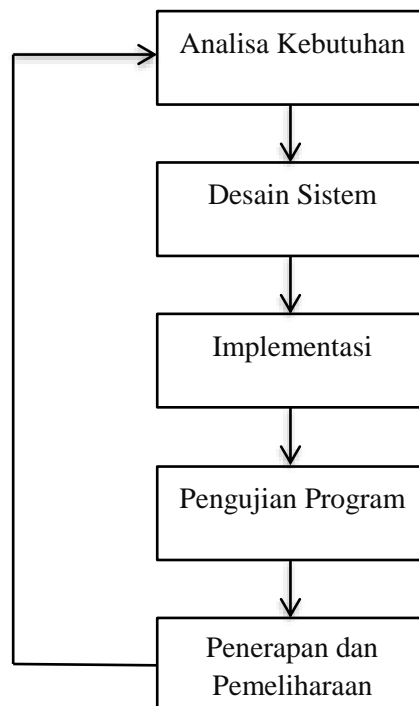 Analisa Kebutuhan
Desain Sistem
Implementasi
Pengujian Program
Penerapan dan
Pemeliharaan